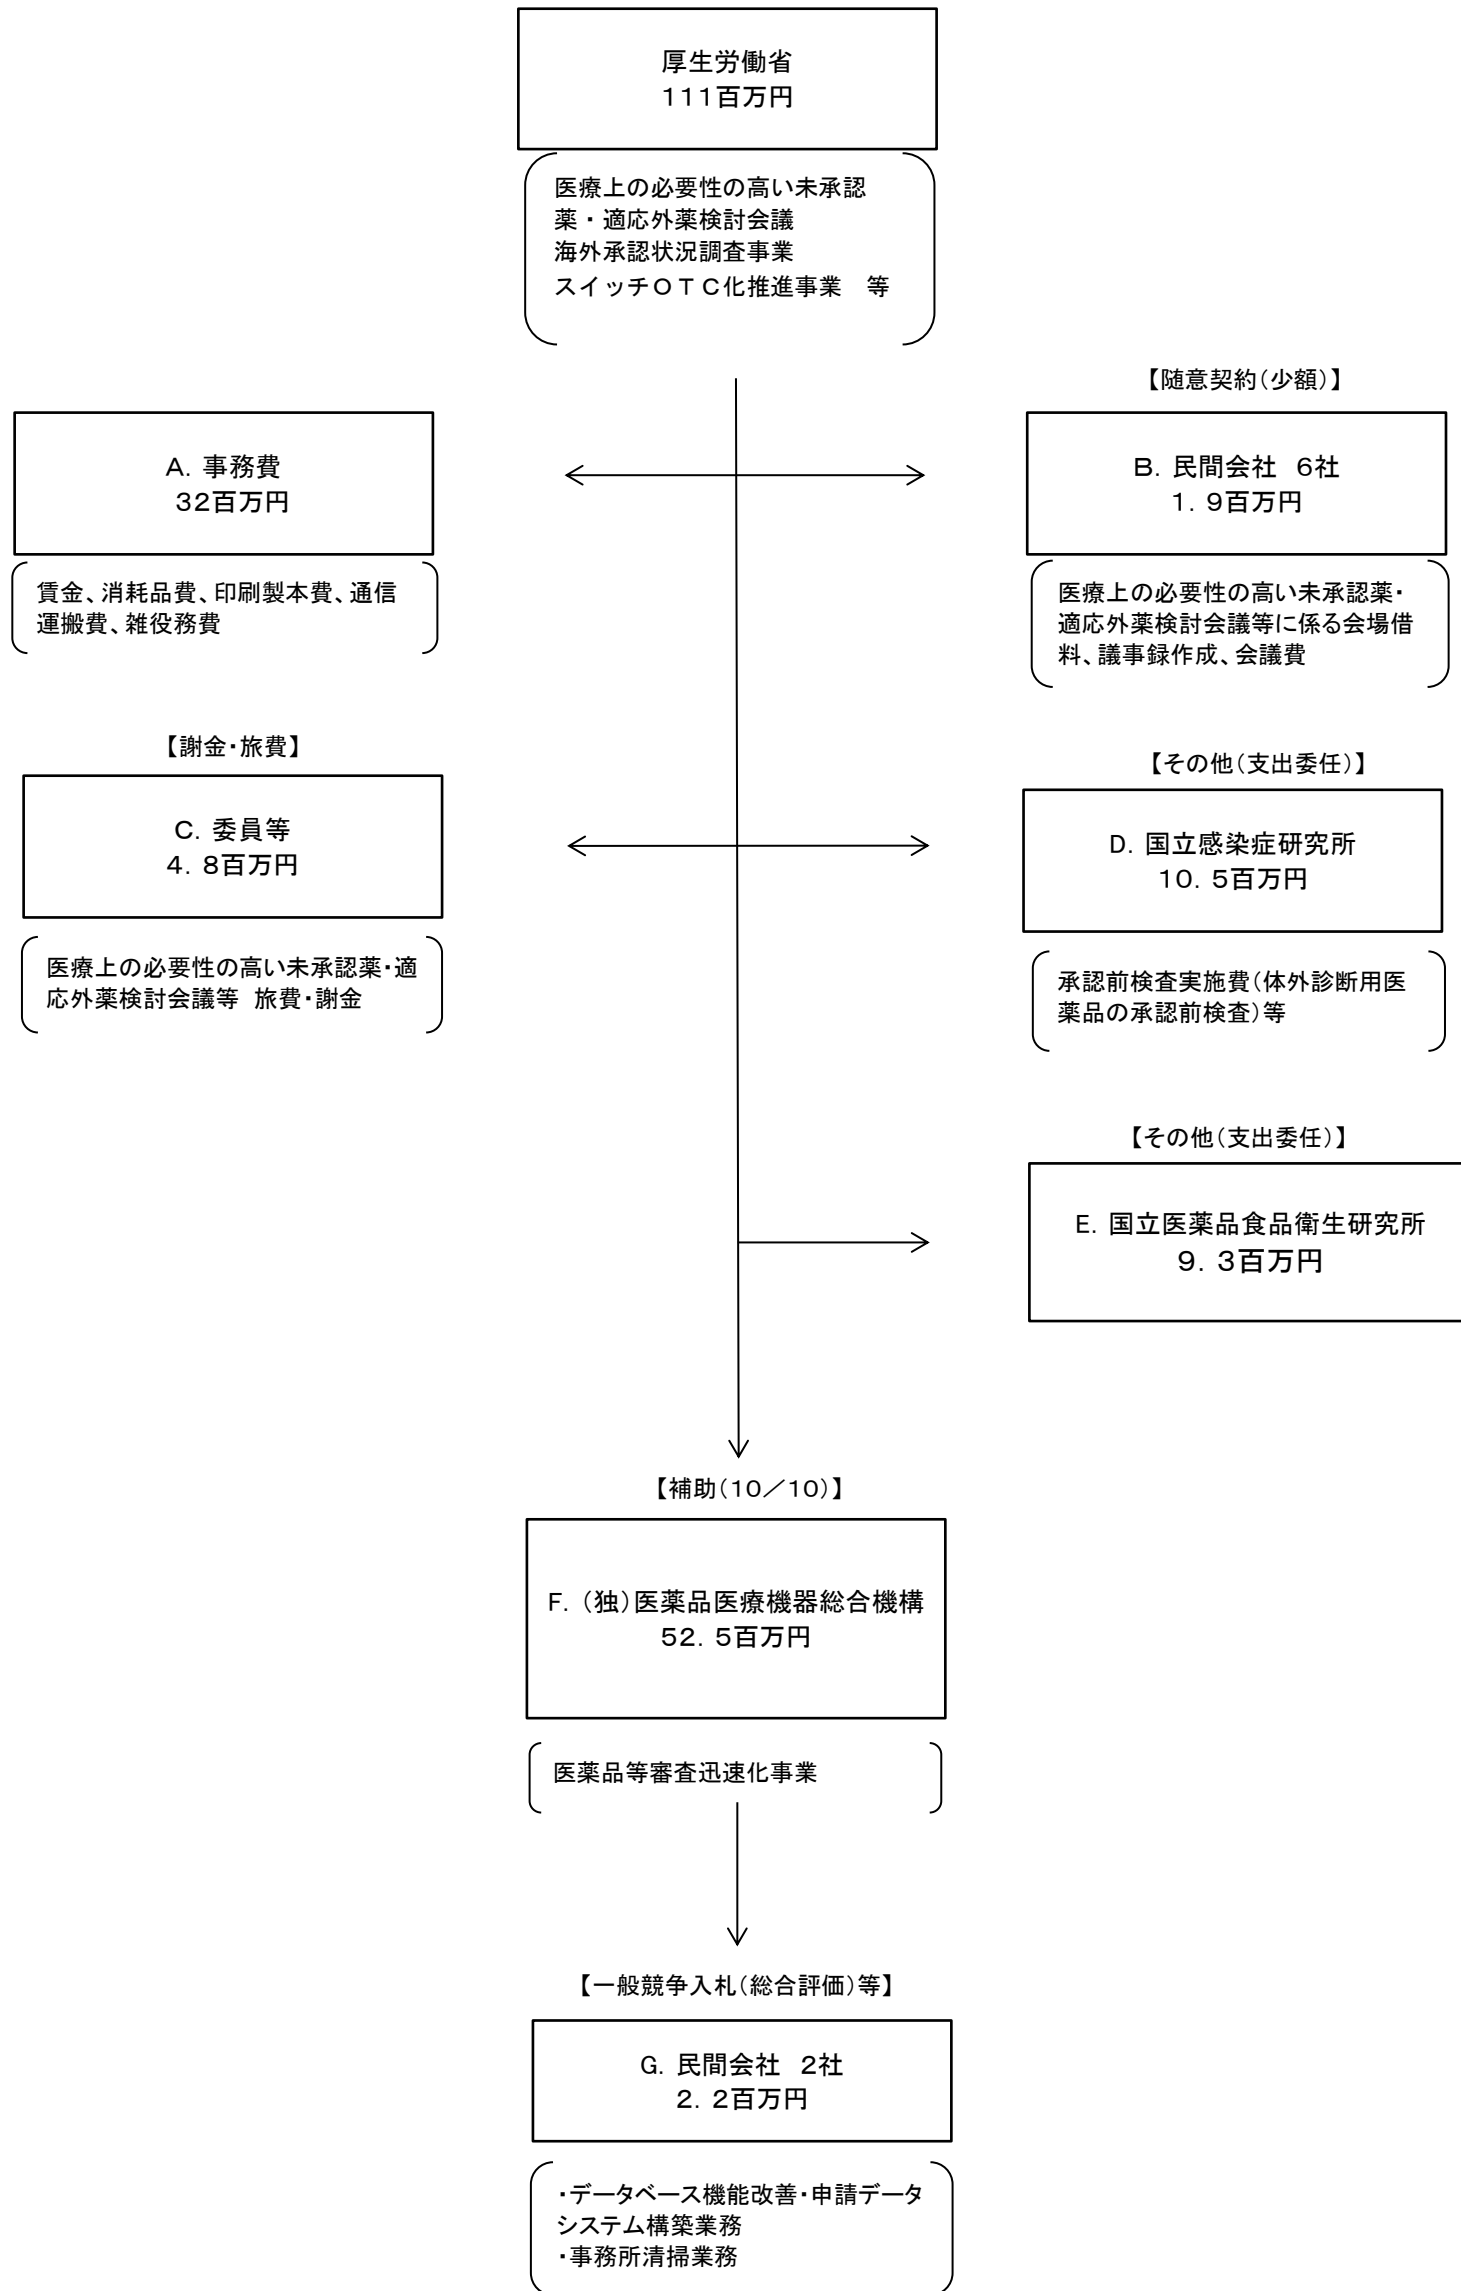 厚生労働省
111百万円
医療上の必要性の高い未承認
薬・適応外薬検討会議
海外承認状況調査事業
スイッチＯＴＣ化推進事業　等
【随意契約(少額)】
A. 事務費
32百万円
B. 民間会社　6社
1. 9百万円
賃金、消耗品費、印刷製本費、通信
運搬費、雑役務費
医療上の必要性の高い未承認薬・
適応外薬検討会議等に係る会場借
料、議事録作成、会議費
【謝金・旅費】
【その他(支出委任)】
C. 委員等
4. 8百万円
D. 国立感染症研究所
10. 5百万円
医療上の必要性の高い未承認薬・適
応外薬検討会議等　旅費・謝金
承認前検査実施費(体外診断用医
薬品の承認前検査)等
【その他(支出委任)】
E. 国立医薬品食品衛生研究所
9. 3百万円
【補助(10／10)】
F. (独)医薬品医療機器総合機構
52. 5百万円
医薬品等審査迅速化事業
【一般競争入札(総合評価)等】
G. 民間会社　2社
2. 2百万円
・データベース機能改善・申請データ
システム構築業務
・事務所清掃業務